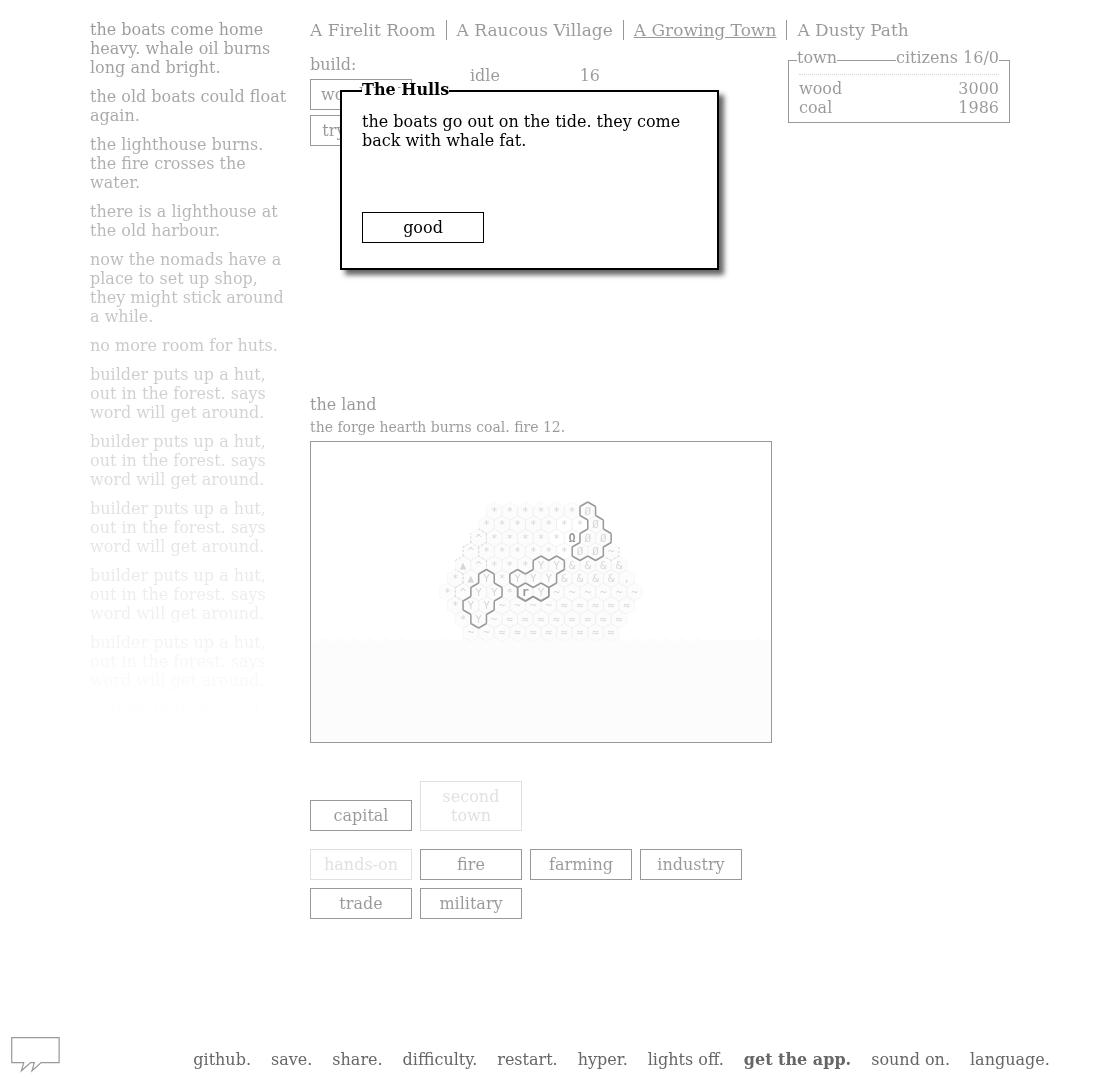 the boats come home
heavy. whale oil burns
long and bright.
the old boats could float
again.
the lighthouse burns.
the fire crosses the
water.
there is a lighthouse at
the old harbour.
now the nomads have a
place to set up shop,
they might stick around
a while.
no more room for huts.
builder puts up a hut,
out in the forest. says
word will get around.
builder puts up a hut,
out in the forest. says
word will get around.
builder puts up a hut,
out in the forest. says
word will get around.
builder puts up a hut,
out in the forest. says
word will get around.
builder puts up a hut,
out in the forest. says
word will get around.
A Firelit Room
A Raucous Village
A Growing Town
A Dusty Path
build:
idle 16
The Hulls
the boats go out on the tide. they come
back with whale fat.
good
town citizens 16/0
wood 3000
coal 1986
the land
the forge hearth burns coal. fire 12.
capital
second
town
hands-on
fire
farming
industry
trade
military
github. save. share. difficulty. restart. hyper. lights off. get the app. sound on. language.